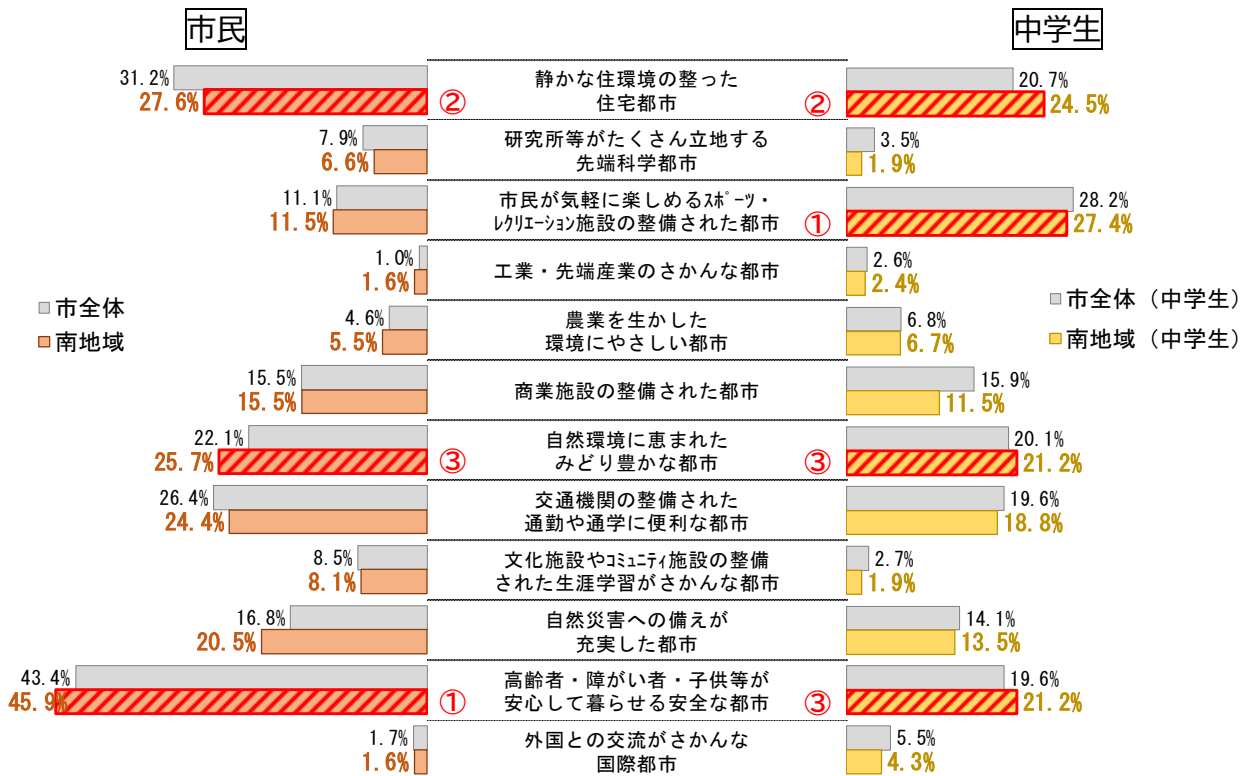 市民
中学生
31.2%
27.6%
②
静かな住環境の整った
住宅都市
②
20.7%
24.5%
7.9%
6.6%
研究所等がたくさん立地する
先端科学都市
3.5%
1.9%
11.1%
11.5%
市民が気軽に楽しめるｽﾎﾟｰﾂ・
ﾚｸﾘｴｰｼｮﾝ施設の整備された都市
①
28.2%
27.4%
1.0%
1.6%
工業・先端産業のさかんな都市
2.6%
2.4%
市全体
南地域
4.6%
5.5%
農業を生かした
環境にやさしい都市
6.8%
6.7%
市全体（中学生）
南地域（中学生）
15.5%
15.5%
商業施設の整備された都市
15.9%
11.5%
22.1%
25.7%
③
自然環境に恵まれた
みどり豊かな都市
③
20.1%
21.2%
26.4%
24.4%
交通機関の整備された
通勤や通学に便利な都市
19.6%
18.8%
8.5%
8.1%
文化施設やｺﾐｭﾆﾃｨ施設の整備
された生涯学習がさかんな都市
2.7%
1.9%
16.8%
20.5%
自然災害への備えが
充実した都市
14.1%
13.5%
43.4%
45.9%
①
高齢者・障がい者・子供等が
安心して暮らせる安全な都市
③
19.6%
21.2%
1.7%
1.6%
外国との交流がさかんな
国際都市
5.5%
4.3%